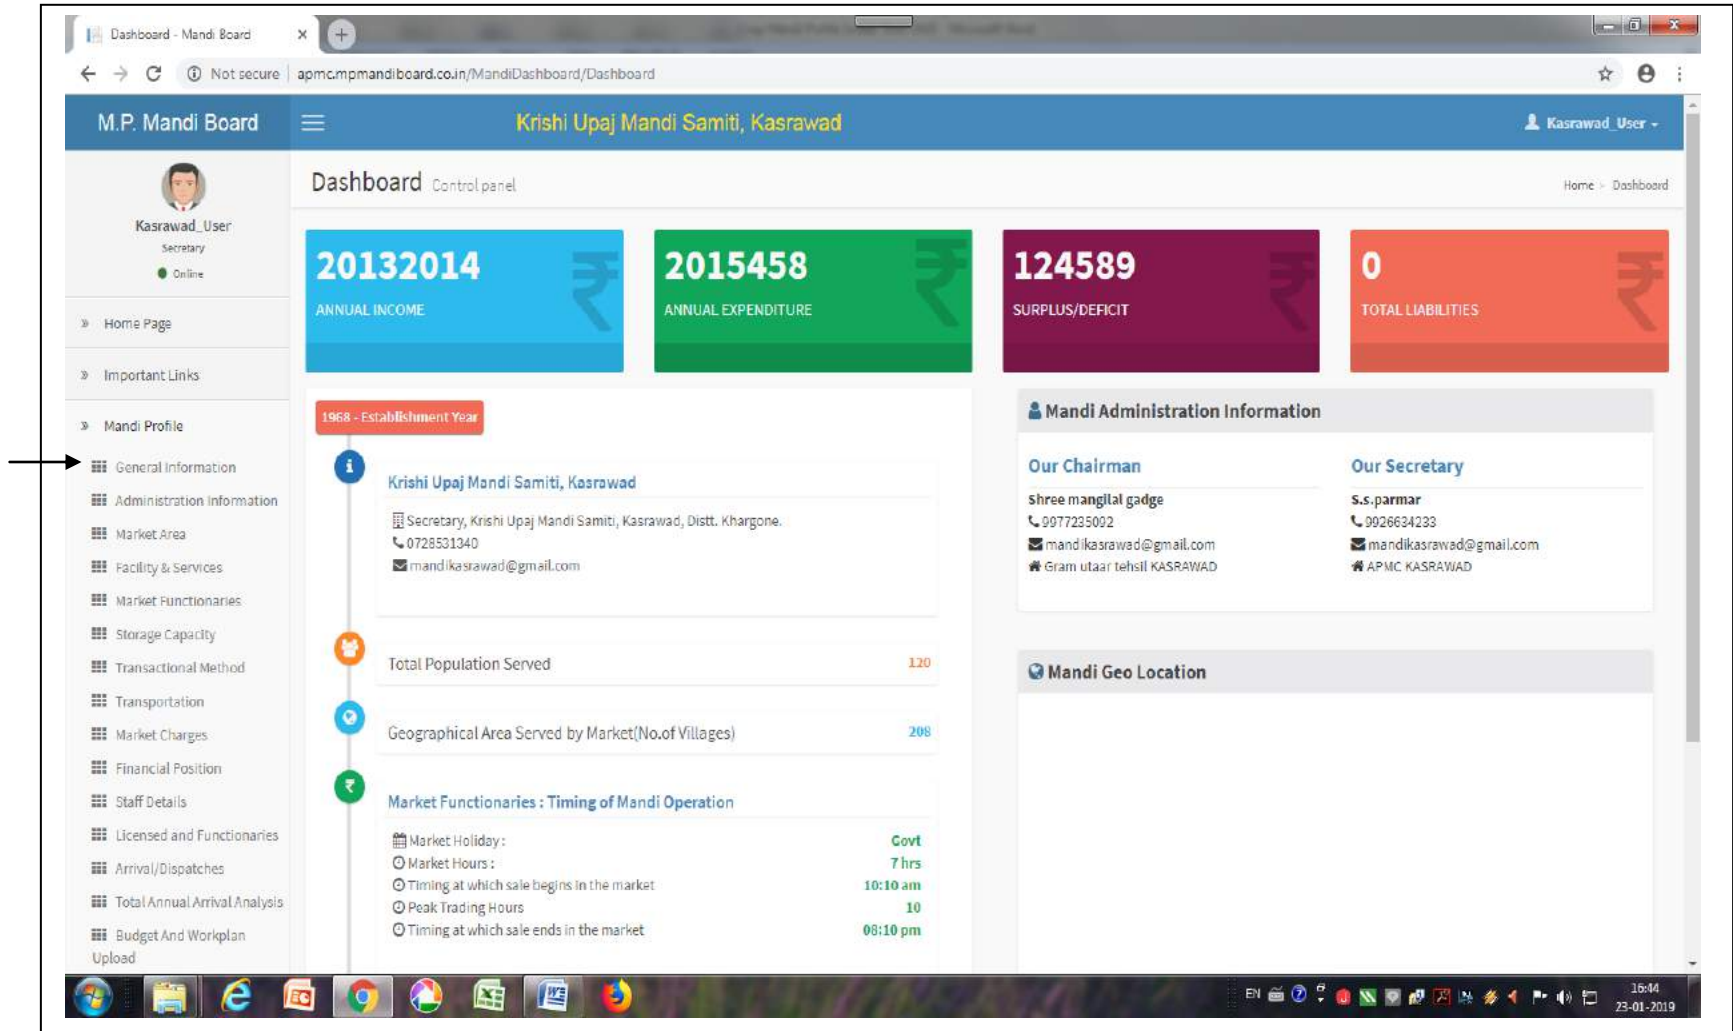 Dashboard - Mandi Board
Not secure apmc.mpmandiboard.co.in/MandiDashboard/Dashboard
M.P. Mandi Board
Krishi Upaj Mandi Samiti, Kasrawad
Kasrawad_User
Kasrawad_User
Secretary
Online
Home Page
Important Links
Mandi Profile
General Information
Administration Information
Market Area
Facility & Services
Market Functionaries
Storage Capacity
Transactional Method
Transportation
Market Charges
Financial Position
Staff Details
Licensed and Functionaries
Arrival/Dispatches
Total Annual Arrival Analysis
Budget And Workplan
Upload
Dashboard Control panel
Home > Dashboard
20132014
ANNUAL INCOME
2015458
ANNUAL EXPENDITURE
124589
SURPLUS/DEFICIT
0
TOTAL LIABILITIES
1968 - Establishment Year
Krishi Upaj Mandi Samiti, Kasrawad
Secretary, Krishi Upaj Mandi Samiti, Kasrawad, Distt. Khargone.
0728531340
mandikasrawad@gmail.com
Total Population Served 120
Geographical Area Served by Market(No.of Villages) 208
Market Functionaries : Timing of Mandi Operation
Market Holiday : Govt
Market Hours : 7 hrs
Timing at which sale begins in the market 10:10 am
Peak Trading Hours 10
Timing at which sale ends in the market 08:10 pm
Mandi Administration Information
Our Chairman
Shree mangilal gadge
9977235092
mandikasrawad@gmail.com
Gram utaar tehsil KASRAWAD
Our Secretary
S.s.parmar
9926634233
mandikasrawad@gmail.com
APMC KASRAWAD
Mandi Geo Location
EN
16:44
23-01-2019